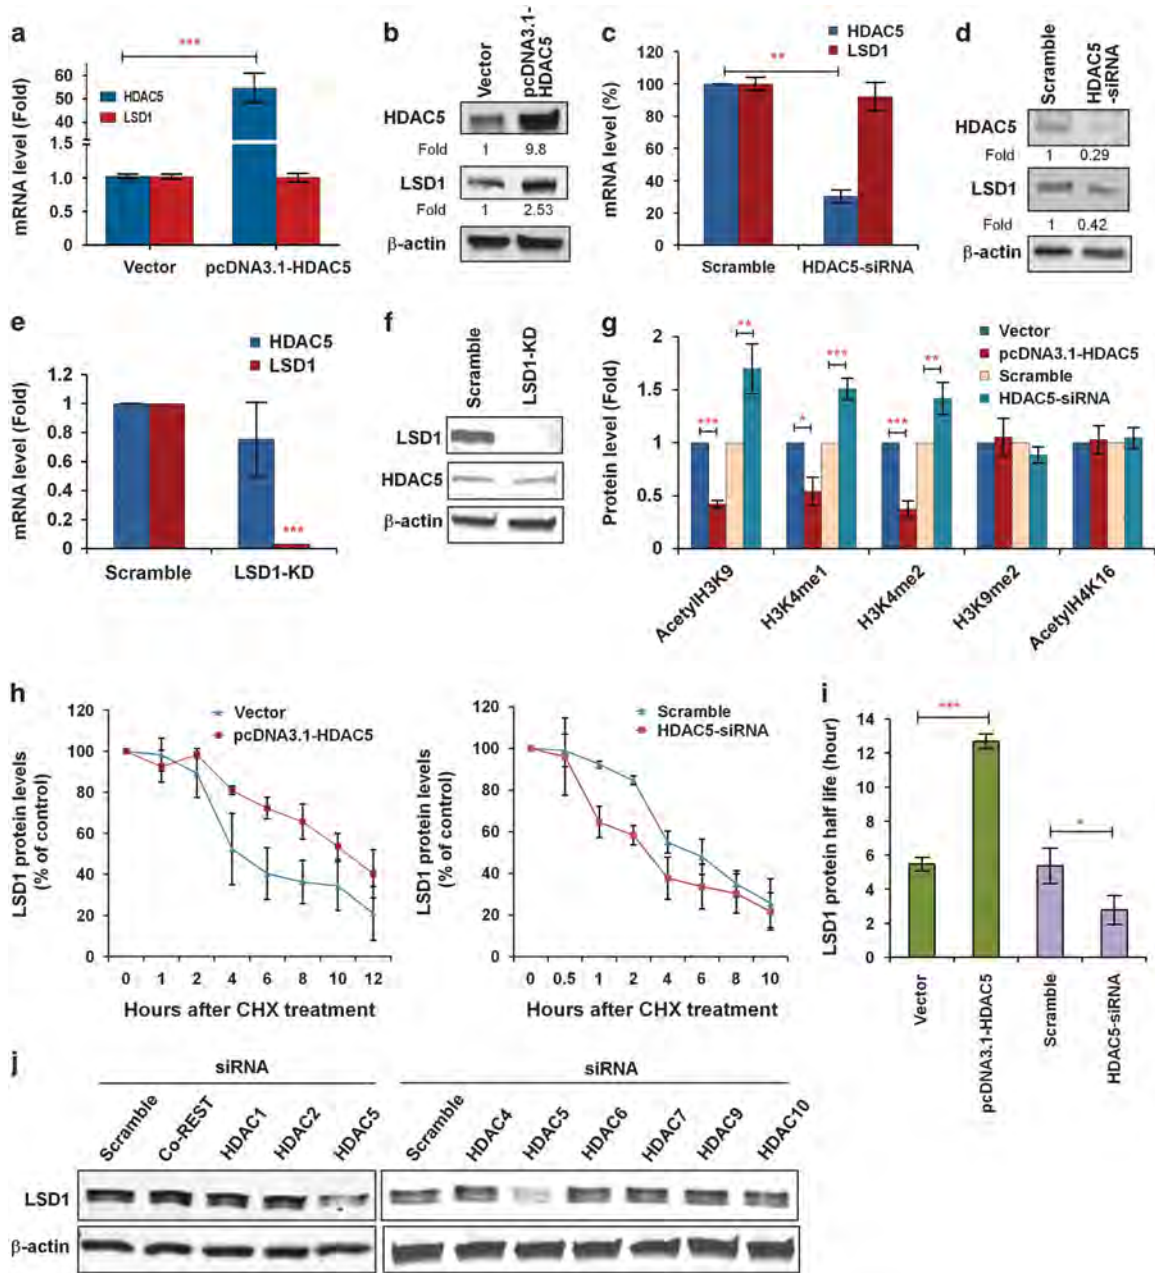 a
***
mRNA level (Fold)
60
50
40
30
1.5
1.0
0.5
0
HDAC5
LSD1
Vector pcDNA3.1-HDAC5
b
Vector
pcDNA3.1-
HDAC5
HDAC5
Fold 1 9.8
LSD1
Fold 1 2.53
β-actin
c
HDAC5
LSD1
**
mRNA level (%)
120
100
80
60
40
20
0
Scramble HDAC5-siRNA
d
Scramble
HDAC5
-siRNA
HDAC5
Fold 1 0.29
LSD1
Fold 1 0.42
β-actin
e
HDAC5
LSD1
mRNA level (Fold)
1.2
1
0.8
0.6
0.4
0.2
0
***
Scramble LSD1-KD
f
Scramble
LSD1-KD
LSD1
HDAC5
β-actin
g
Vector
pcDNA3.1-HDAC5
Scramble
HDAC5-siRNA
Protein level (Fold)
2
1.5
1
0.5
0
*** ** * *** *** **
AcetylH3K9
H3K4me1
H3K4me2
H3K9me2
AcetylH4K16
h
Vector
pcDNA3.1-HDAC5
LSD1 protein levels
(% of control)
120
100
80
60
40
20
0
0 1 2 4 6 8 10 12
Hours after CHX treatment
Scramble
HDAC5-siRNA
LSD1 protein levels
(% of control)
120
100
80
60
40
20
0
0 0.5 1 2 4 6 8 10
Hours after CHX treatment
i
LSD1 protein half life (hour)
14
12
10
8
6
4
2
0
***
*
Vector
pcDNA3.1-HDAC5
Scramble
HDAC5-siRNA
j
siRNA
Scramble
Co-REST
HDAC1
HDAC2
HDAC5
siRNA
Scramble
HDAC4
HDAC5
HDAC6
HDAC7
HDAC9
HDAC10
LSD1
β-actin